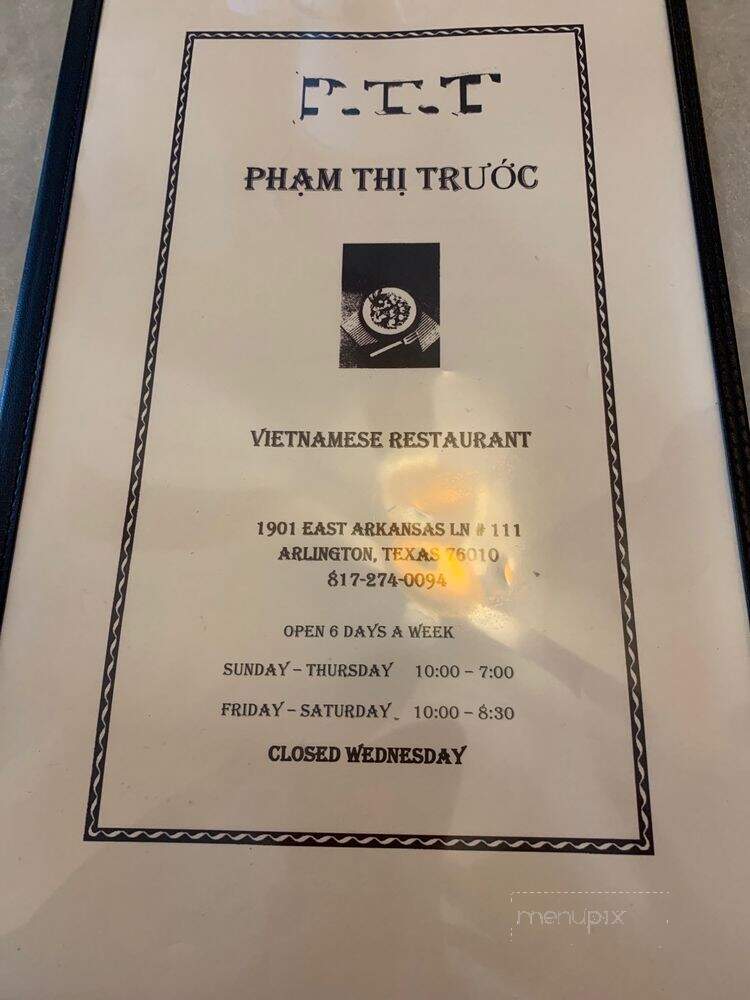 P.T.T
PHẠM THỊ TRƯỚC
VIETNAMESE RESTAURANT
1901 EAST ARKANSAS LN # 111
ARLINGTON, TEXAS 76010
817-274-0094
OPEN 6 DAYS A WEEK
SUNDAY – THURSDAY 10:00 – 7:00
FRIDAY – SATURDAY 10:00 – 8:30
CLOSED WEDNESDAY
menupix